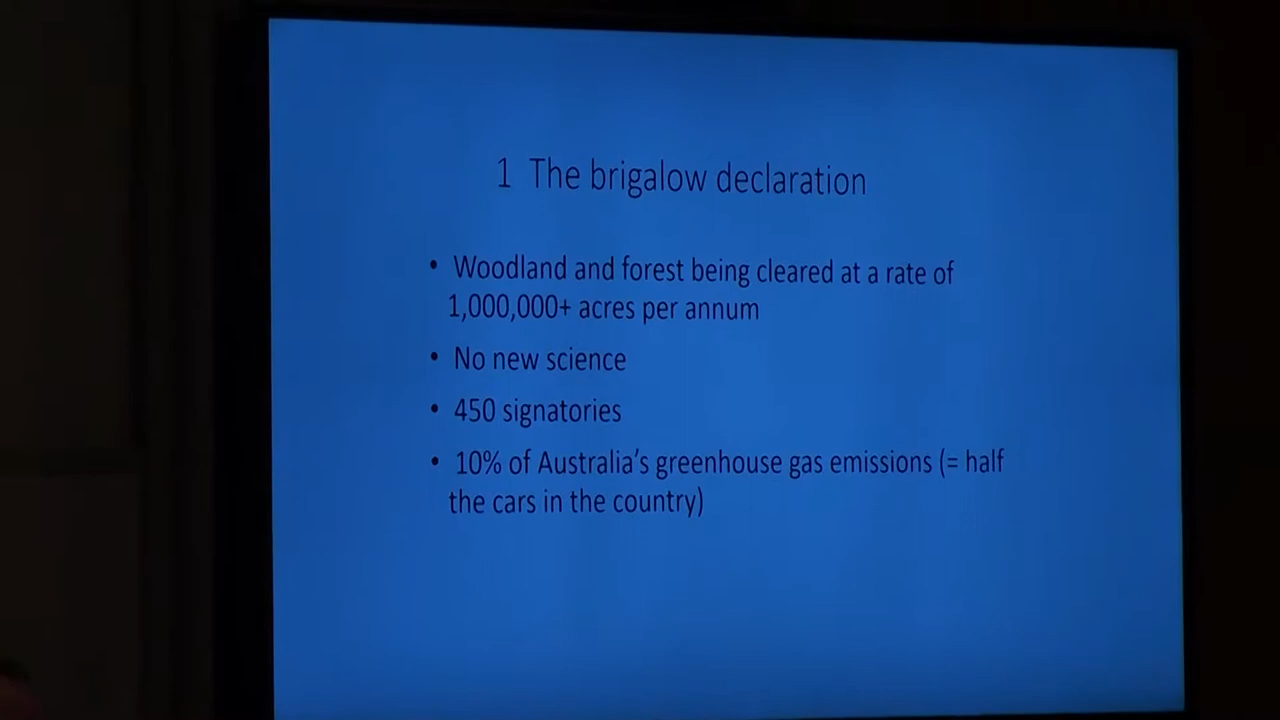 1 The brigalow declaration
• Woodland and forest being cleared at a rate of
1,000,000+ acres per annum
• No new science
• 450 signatories
• 10% of Australia's greenhouse gas emissions (= half
the cars in the country)